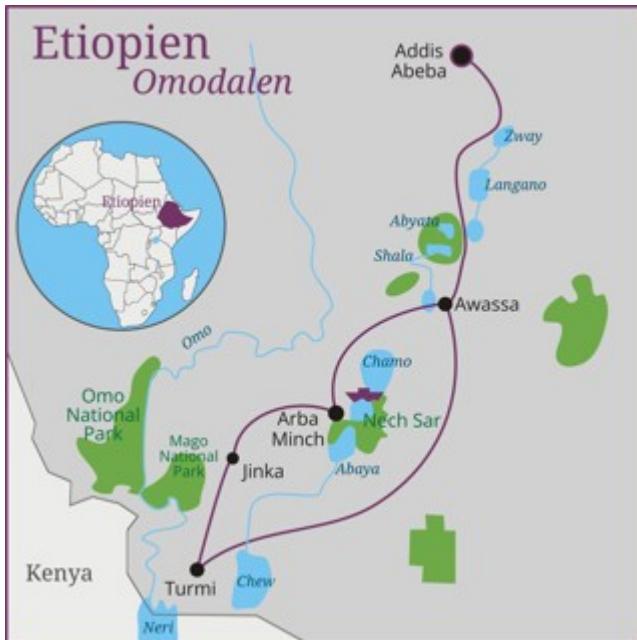 Etiopien
Omodalen
Addis
Abeba
Zway
Etiopien
Langano
Abyata
Shala
Awassa
Omo
Chamo
Omo
National
Park
Arba
Minch
Nech Sar
Mago
National
Park
Jinka
Abaya
Kenya
Turmi
Chew
Neri